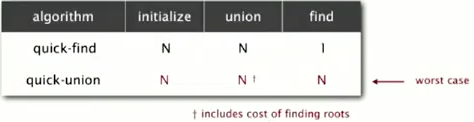 algorithm initialize union find
quick-find N N 1
quick-union N N † N worst case
† includes cost of finding roots